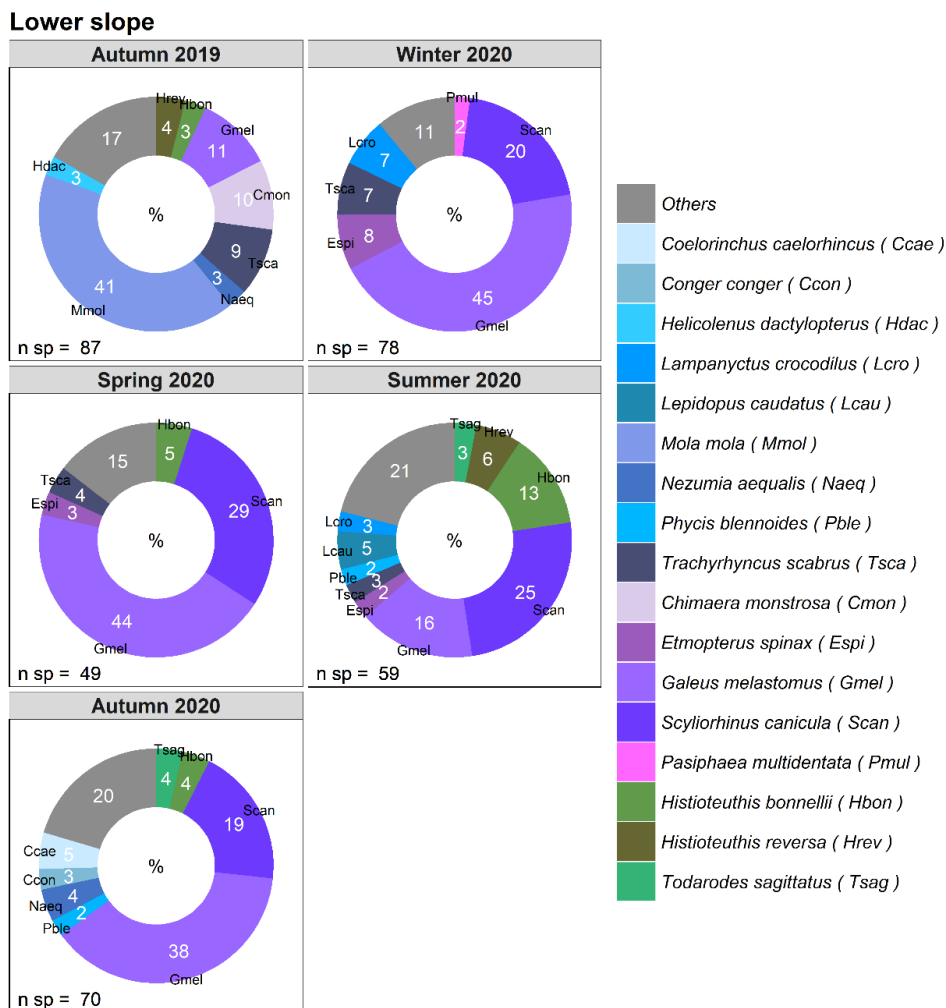 Lower slope
Autumn 2019
Hrev
Hbon
4
3
Gmel
11
17
Hdac
3
10
Cmon
%
9
Tsca
3
Naeq
41
Mmol
n sp = 87
Winter 2020
Pmul
2
Scan
20
11
Lcro
7
Tsca
7
%
Espi
8
45
Gmel
n sp = 78
Spring 2020
Hbon
5
15
Tsca
4
Scan
29
Espi
3
%
44
Gmel
n sp = 49
Summer 2020
Tsag
3
Hrev
6
Hbon
13
21
Lcro
3
Lcau
5
%
2
Pble
3
Tsca
2
Espi
25
Scan
16
Gmel
n sp = 59
Autumn 2020
Tsag
Hbon
4
4
Scan
19
20
Ccae
5
%
Ccon
3
Naeq
4
2
Pble
38
Gmel
n sp = 70
Others
Coelorinchus caelorhincus ( Ccae )
Conger conger ( Ccon )
Helicolenus dactylopterus ( Hdac )
Lampanyctus crocodilus ( Lcro )
Lepidopus caudatus ( Lcau )
Mola mola ( Mmol )
Nezumia aequalis ( Naeq )
Phycis blennoides ( Pble )
Trachyrhyncus scabrus ( Tsca )
Chimaera monstrosa ( Cmon )
Etmopterus spinax ( Espi )
Galeus melastomus ( Gmel )
Scyliorhinus canicula ( Scan )
Pasiphaea multidentata ( Pmul )
Histioteuthis bonnellii ( Hbon )
Histioteuthis reversa ( Hrev )
Todarodes sagittatus ( Tsag )